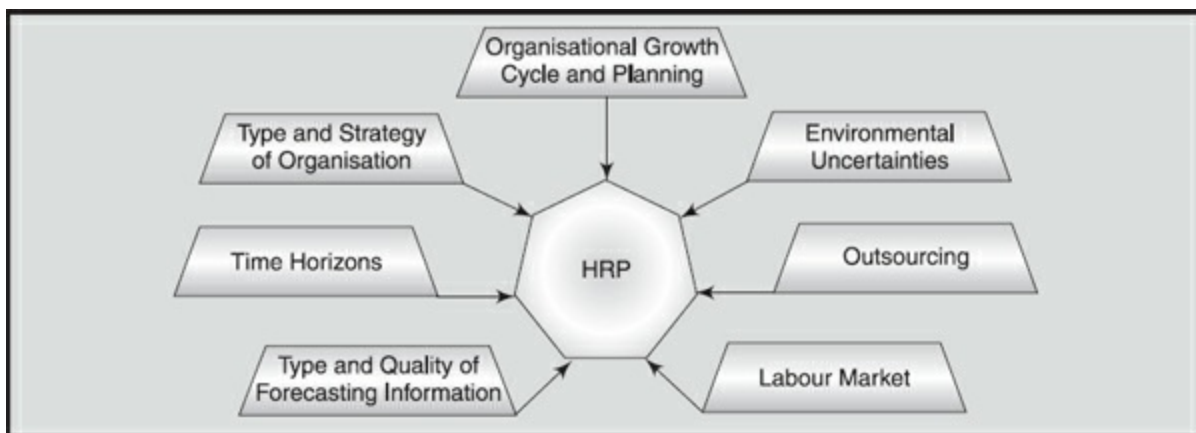 Organisational Growth
Cycle and Planning
Type and Strategy
of Organisation
Environmental
Uncertainties
Time Horizons
HRP
Outsourcing
Type and Quality of
Forecasting Information
Labour Market